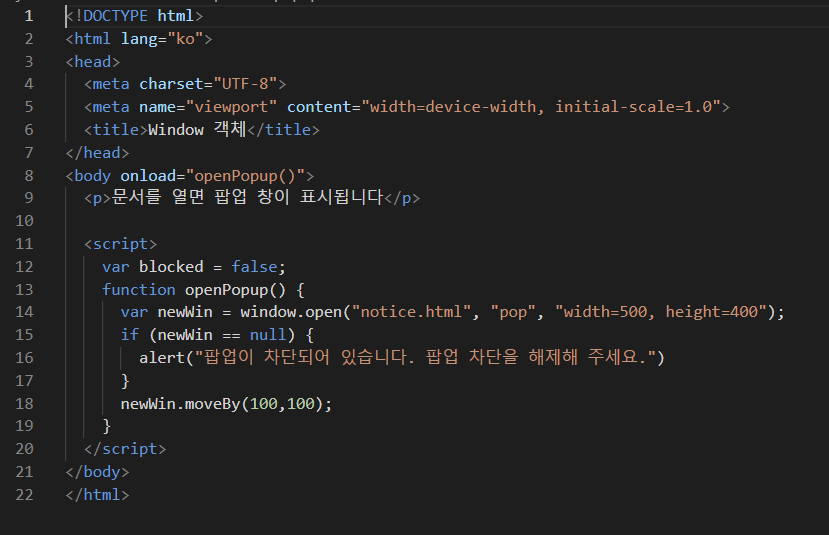 1 <!DOCTYPE html>
2 <html lang="ko">
3 <head>
4   <meta charset="UTF-8">
5   <meta name="viewport" content="width=device-width, initial-scale=1.0">
6   <title>Window 객체</title>
7 </head>
8 <body onload="openPopup()">
9   <p>문서를 열면 팝업 창이 표시됩니다</p>
10
11   <script>
12     var blocked = false;
13     function openPopup() {
14       var newWin = window.open("notice.html", "pop", "width=500, height=400");
15       if (newWin == null) {
16         alert("팝업이 차단되어 있습니다. 팝업 차단을 해제해 주세요.")
17       }
18       newWin.moveBy(100,100);
19     }
20   </script>
21 </body>
22 </html>